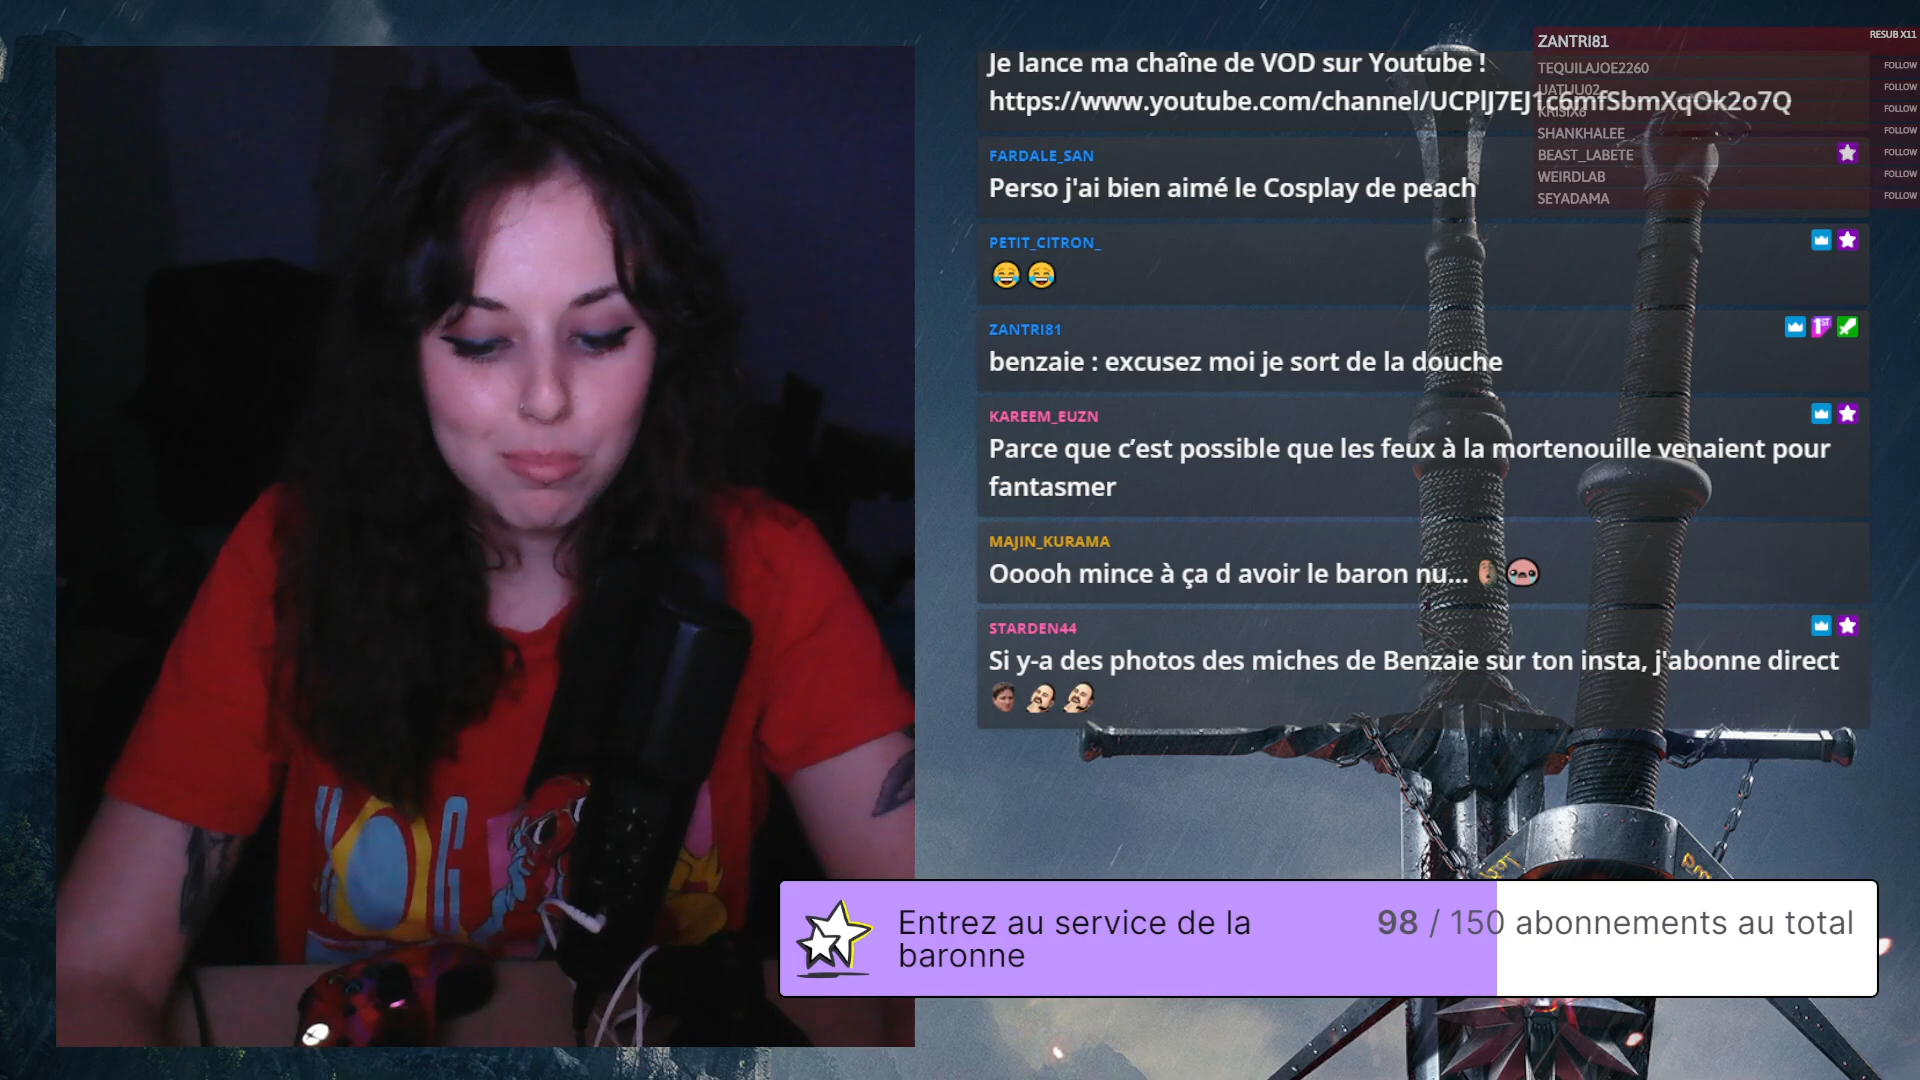 Je lance ma chaîne de VOD sur Youtube !
https://www.youtube.com/channel/UCPlJ7EJ1c6mfSbmXqOk2o7Q
ZANTRI81 RESUB X11
TEQUILAJOE2260 FOLLOW
UATUU02 FOLLOW
KRISIX6 FOLLOW
SHANKHALEE FOLLOW
BEAST_LABETE FOLLOW
WEIRDLAB FOLLOW
SEYADAMA FOLLOW
FARDALE_SAN
Perso j'ai bien aimé le Cosplay de peach
PETIT_CITRON_
😂 😂
ZANTRI81
1ST
benzaie : excusez moi je sort de la douche
KAREEM_EUZN
Parce que c’est possible que les feux à la mortenouille venaient pour
fantasmer
MAJIN_KURAMA
Ooooh mince à ça d avoir le baron nu...
STARDEN44
Si y-a des photos des miches de Benzaie sur ton insta, j'abonne direct
Entrez au service de la
baronne
98 / 150 abonnements au total